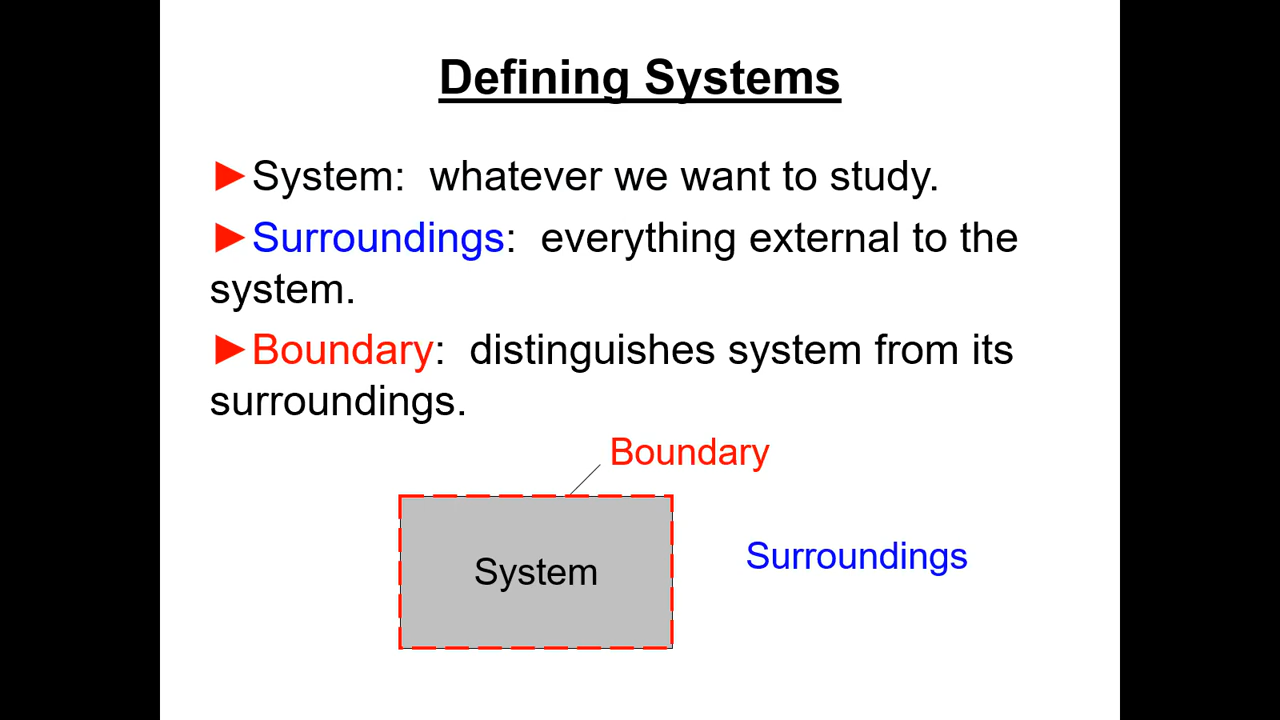 Defining Systems
►System:  whatever we want to study.
►Surroundings:  everything external to the
system.
►Boundary:  distinguishes system from its
surroundings.
Boundary
System
Surroundings